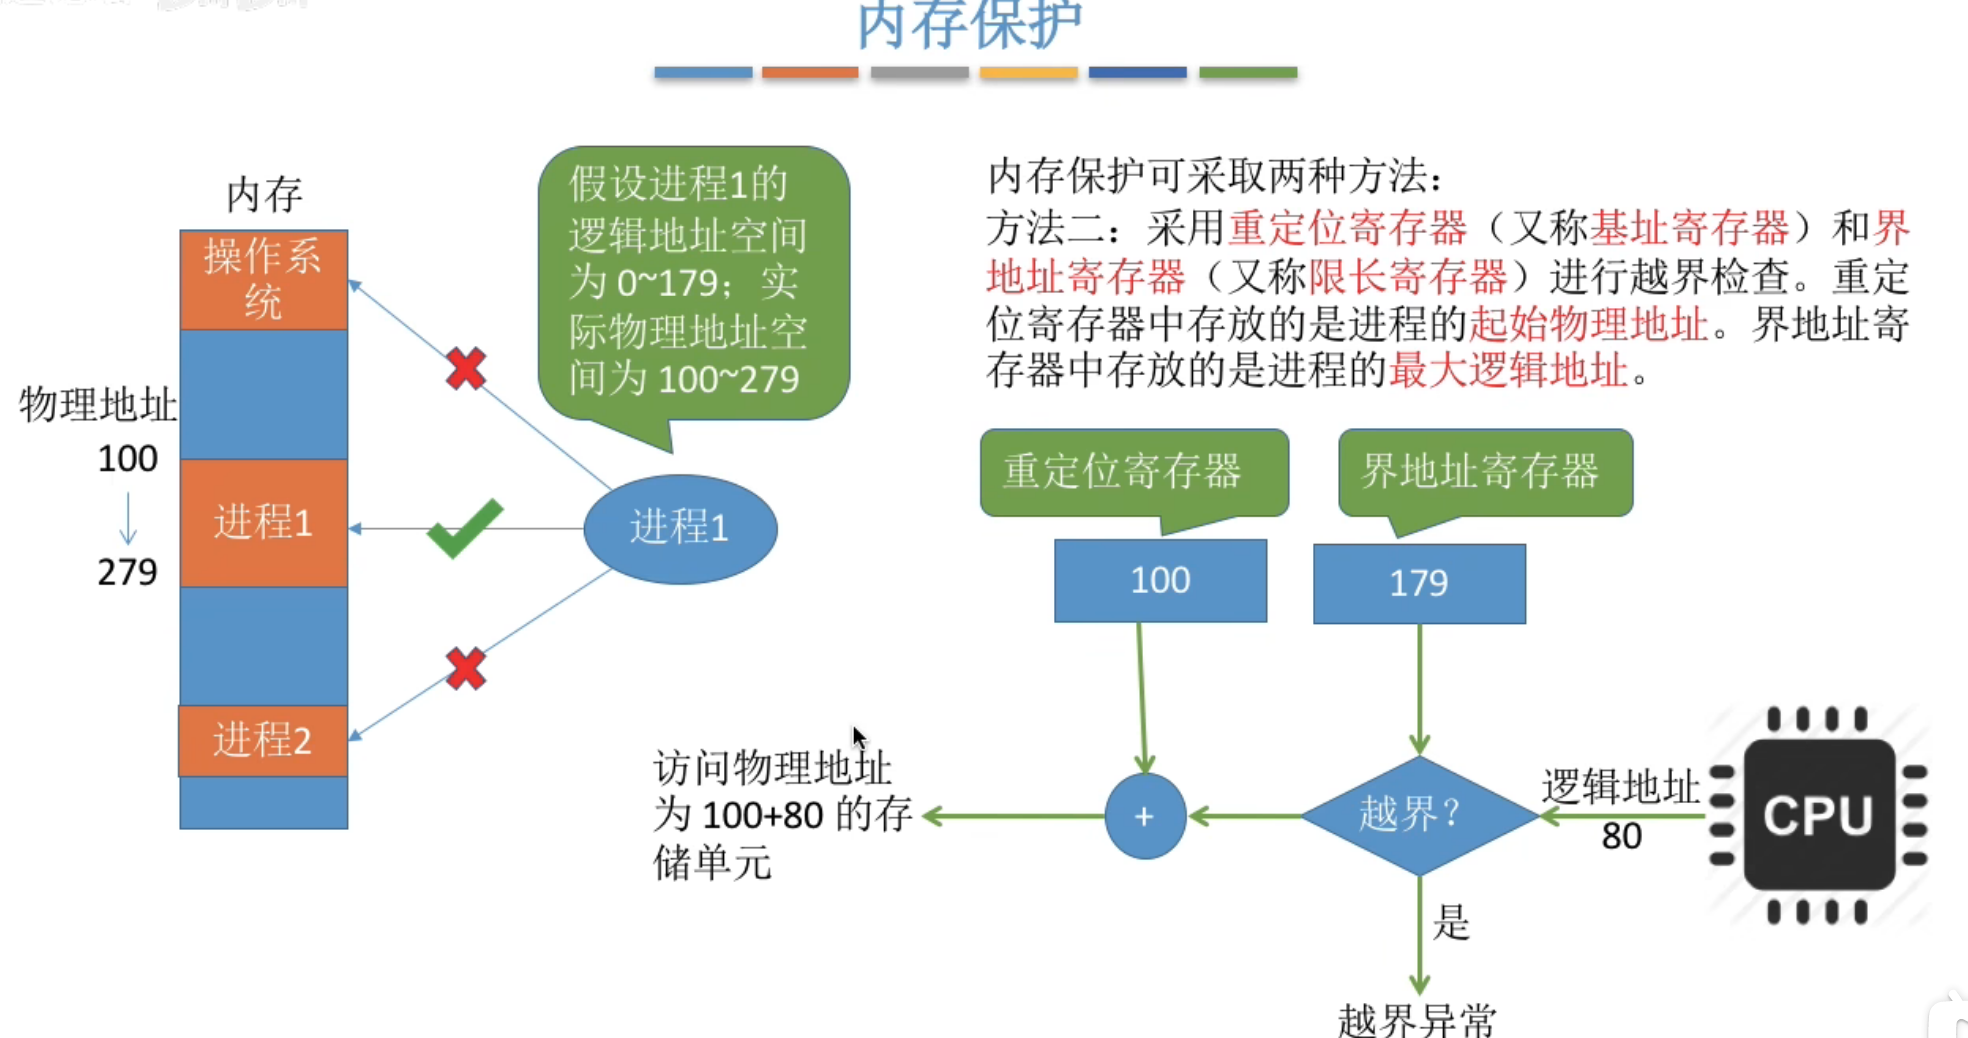 内存保护
内存
操作系
统
物理地址
100
279
进程1
进程2
假设进程1的
逻辑地址空间
为 0~179；实
际物理地址空
间为 100~279
进程1
内存保护可采取两种方法：
方法二：采用重定位寄存器（又称基址寄存器）和界
地址寄存器（又称限长寄存器）进行越界检查。重定
位寄存器中存放的是进程的起始物理地址。界地址寄
存器中存放的是进程的最大逻辑地址。
重定位寄存器
界地址寄存器
100
179
访问物理地址
为 100+80 的存
储单元
+
越界？
逻辑地址
80
CPU
是
越界异常